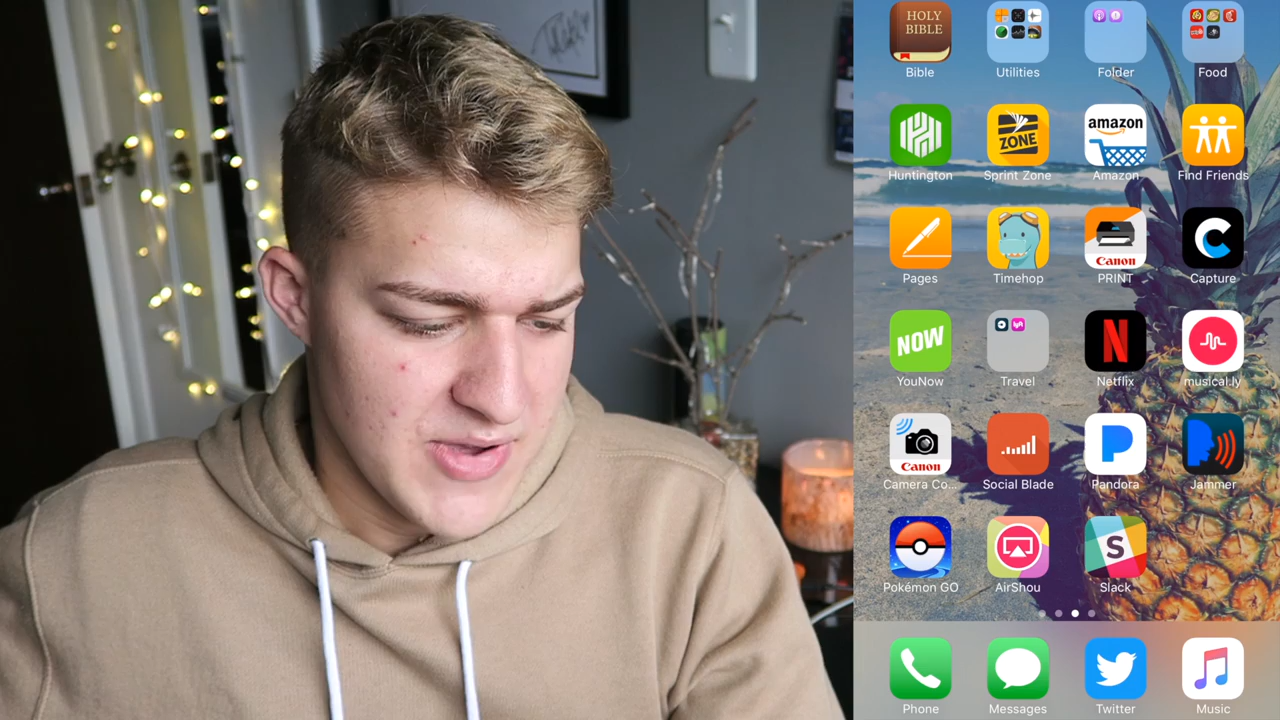 HOLY
BIBLE
Bible
Utilities
Folder
Food
Huntington
ZONE
Sprint Zone
amazon
Amazon
Find Friends
Pages
Timehop
Canon
PRINT
Capture
NOW
YouNow
Travel
N
Netflix
musical.ly
Canon
Camera Co...
Social Blade
P
Pandora
Jammer
Pokémon GO
AirShou
S
Slack
Phone
Messages
Twitter
Music